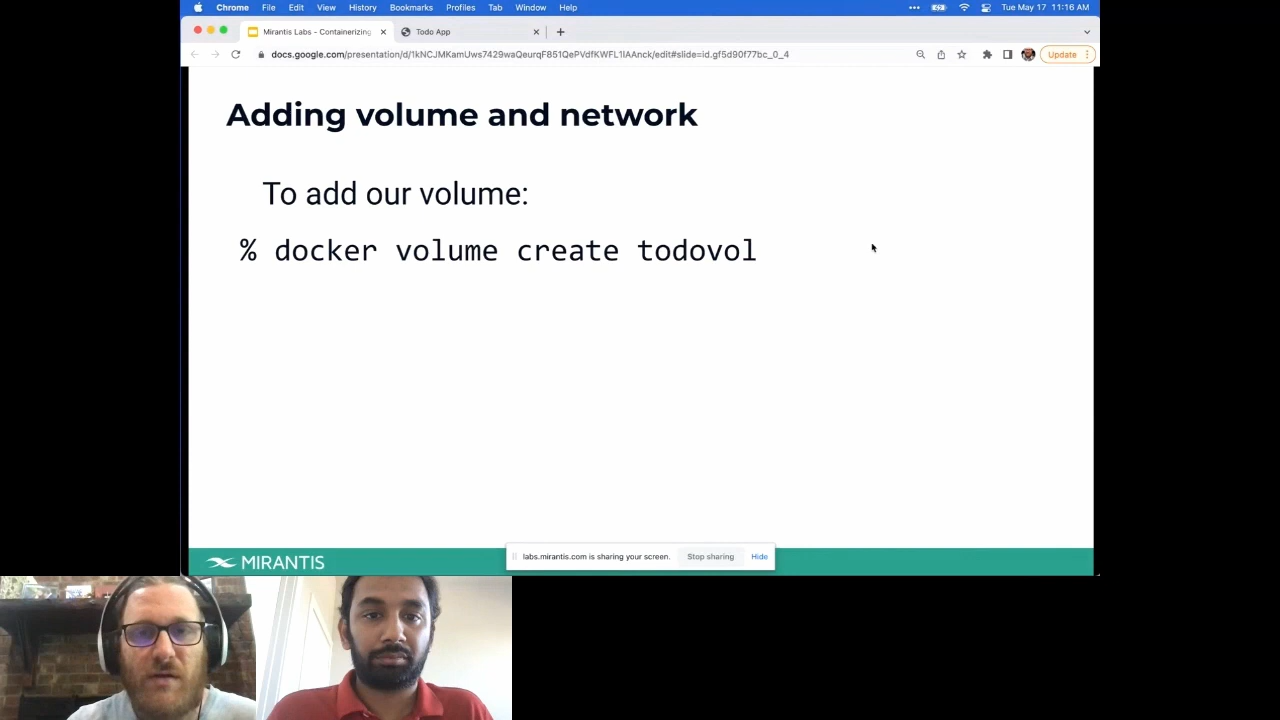 Chrome File Edit View History Bookmarks Profiles Tab Window Help Tue May 17 11:16 AM
Mirantis Labs - Containerizing Todo App
docs.google.com/presentation/d/1kNCJMKamUws7429waQeurqF851QePVdfKWFL1lAAnck/edit#slide=id.gf5d90f77bc_0_4 Update
Adding volume and network
To add our volume:
% docker volume create todovol
labs.mirantis.com is sharing your screen. Stop sharing Hide
MIRANTIS